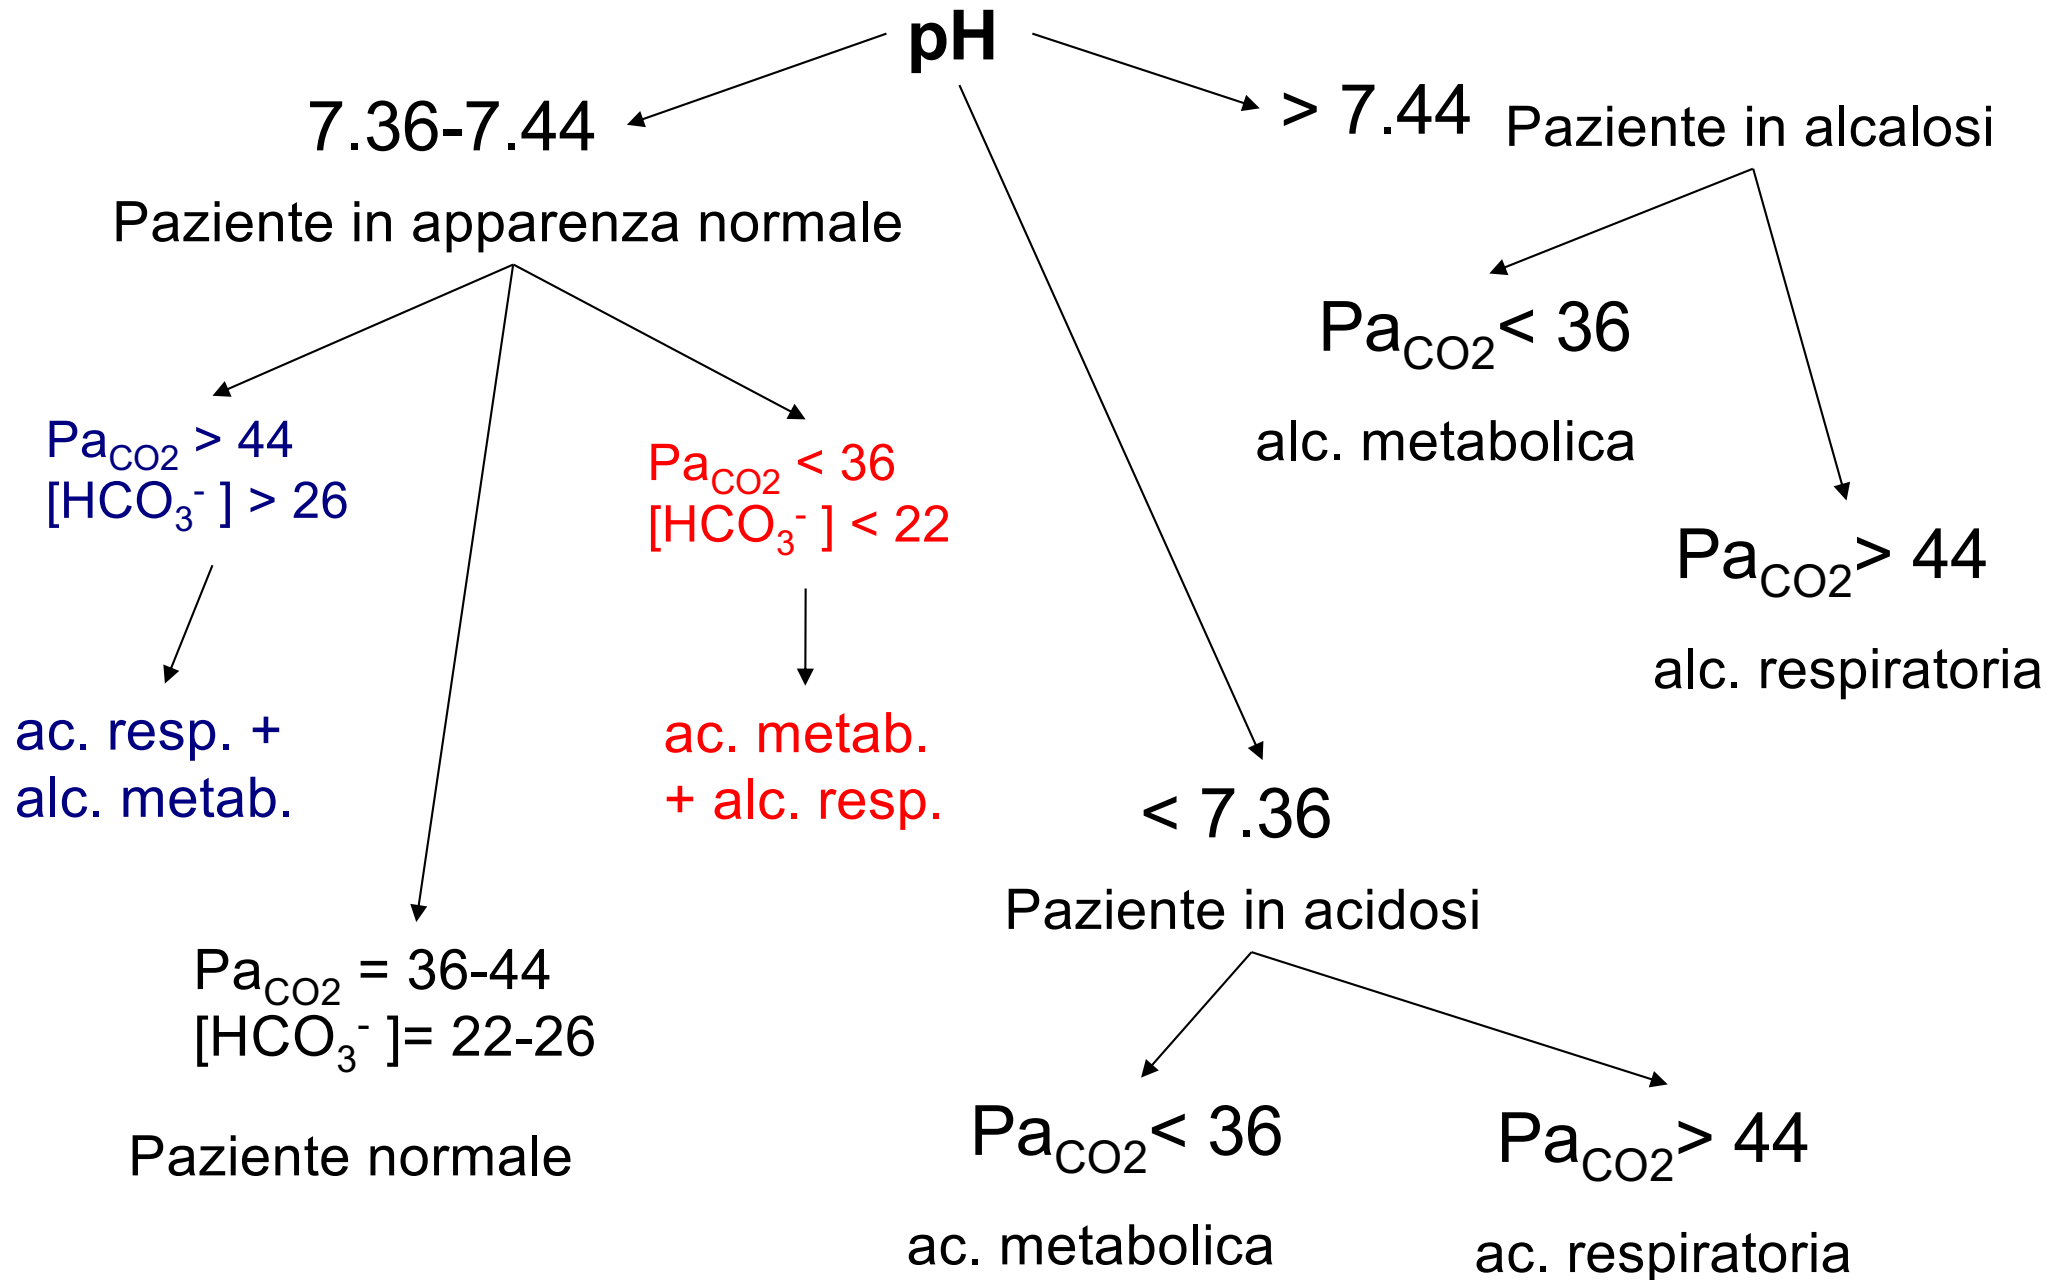 pH
7.36-7.44
Paziente in apparenza normale
PaCO2 > 44
[HCO3- ] > 26
ac. resp. +
alc. metab.
PaCO2 = 36-44
[HCO3- ]= 22-26
Paziente normale
PaCO2 < 36
[HCO3- ] < 22
ac. metab.
+ alc. resp.
> 7.44 Paziente in alcalosi
PaCO2< 36
alc. metabolica
PaCO2> 44
alc. respiratoria
< 7.36
Paziente in acidosi
PaCO2< 36
ac. metabolica
PaCO2> 44
ac. respiratoria